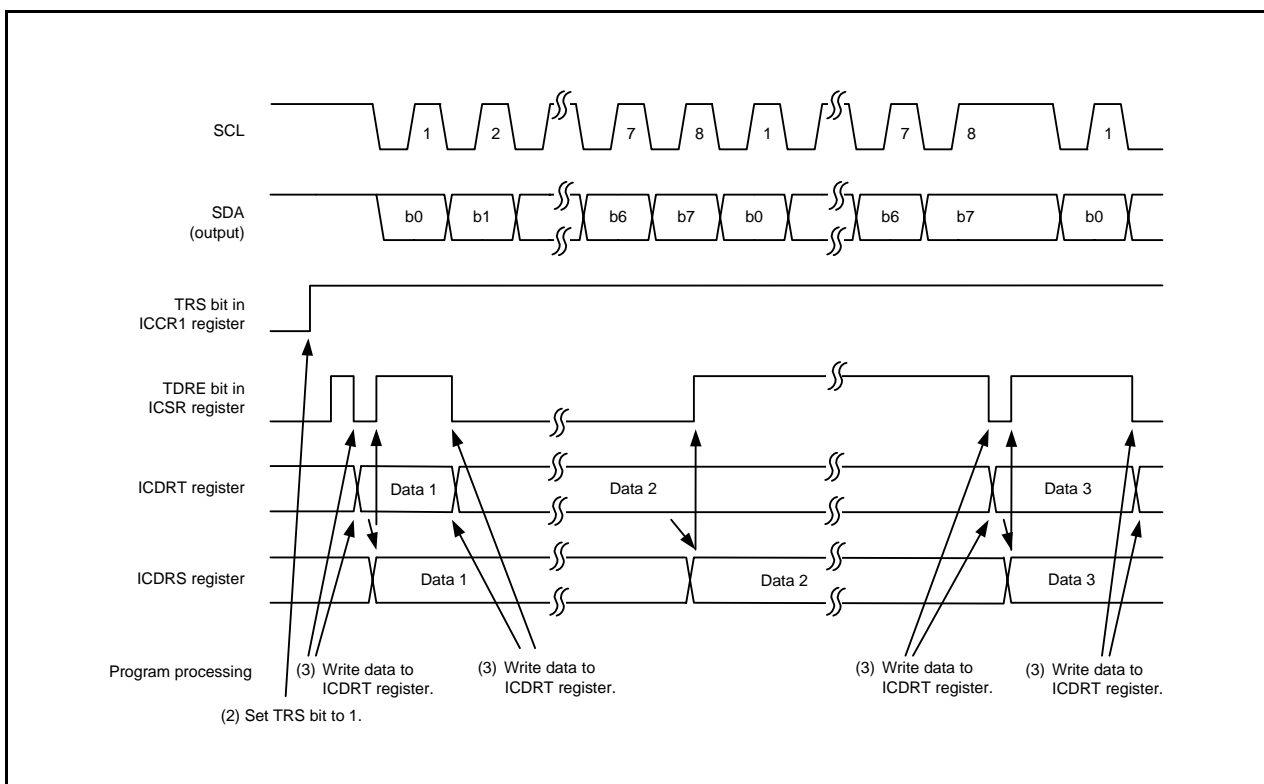 SCL
1 2 7 8 1 7 8 1
SDA
(output)
b0 b1 b6 b7 b0 b6 b7 b0
TRS bit in
ICCR1 register
TDRE bit in
ICSR register
ICDRT register
Data 1 Data 2 Data 3
ICDRS register
Data 1 Data 2 Data 3
Program processing
(3) Write data to
ICDRT register.
(3) Write data to
ICDRT register.
(3) Write data to
ICDRT register.
(3) Write data to
ICDRT register.
(2) Set TRS bit to 1.